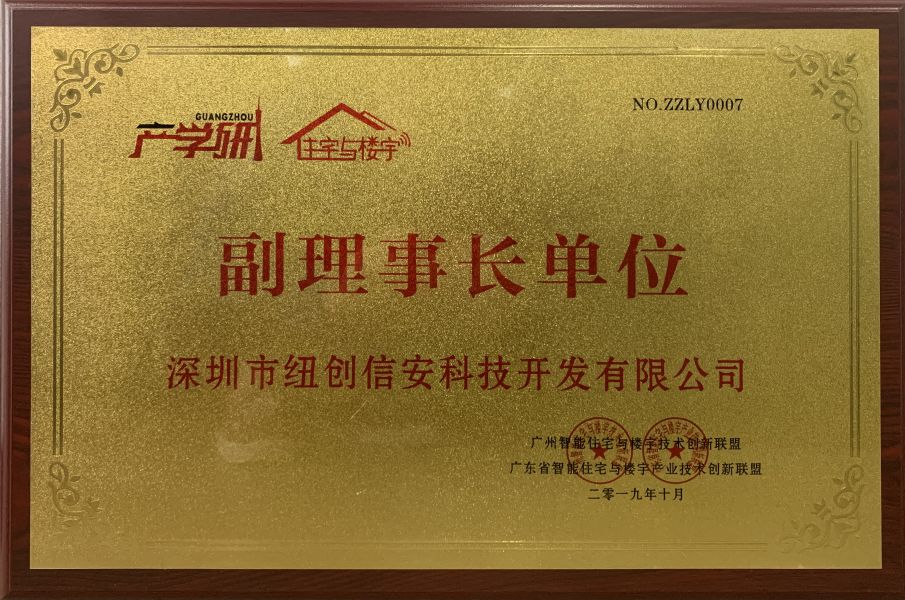 NO.ZZLY0007
GUANGZHOU
产学研
住宅与楼宇
副理事长单位
深圳市纽创信安科技开发有限公司
广州智能住宅与楼宇技术创新联盟
广东省智能住宅与楼宇产业技术创新联盟
二零一九年十月